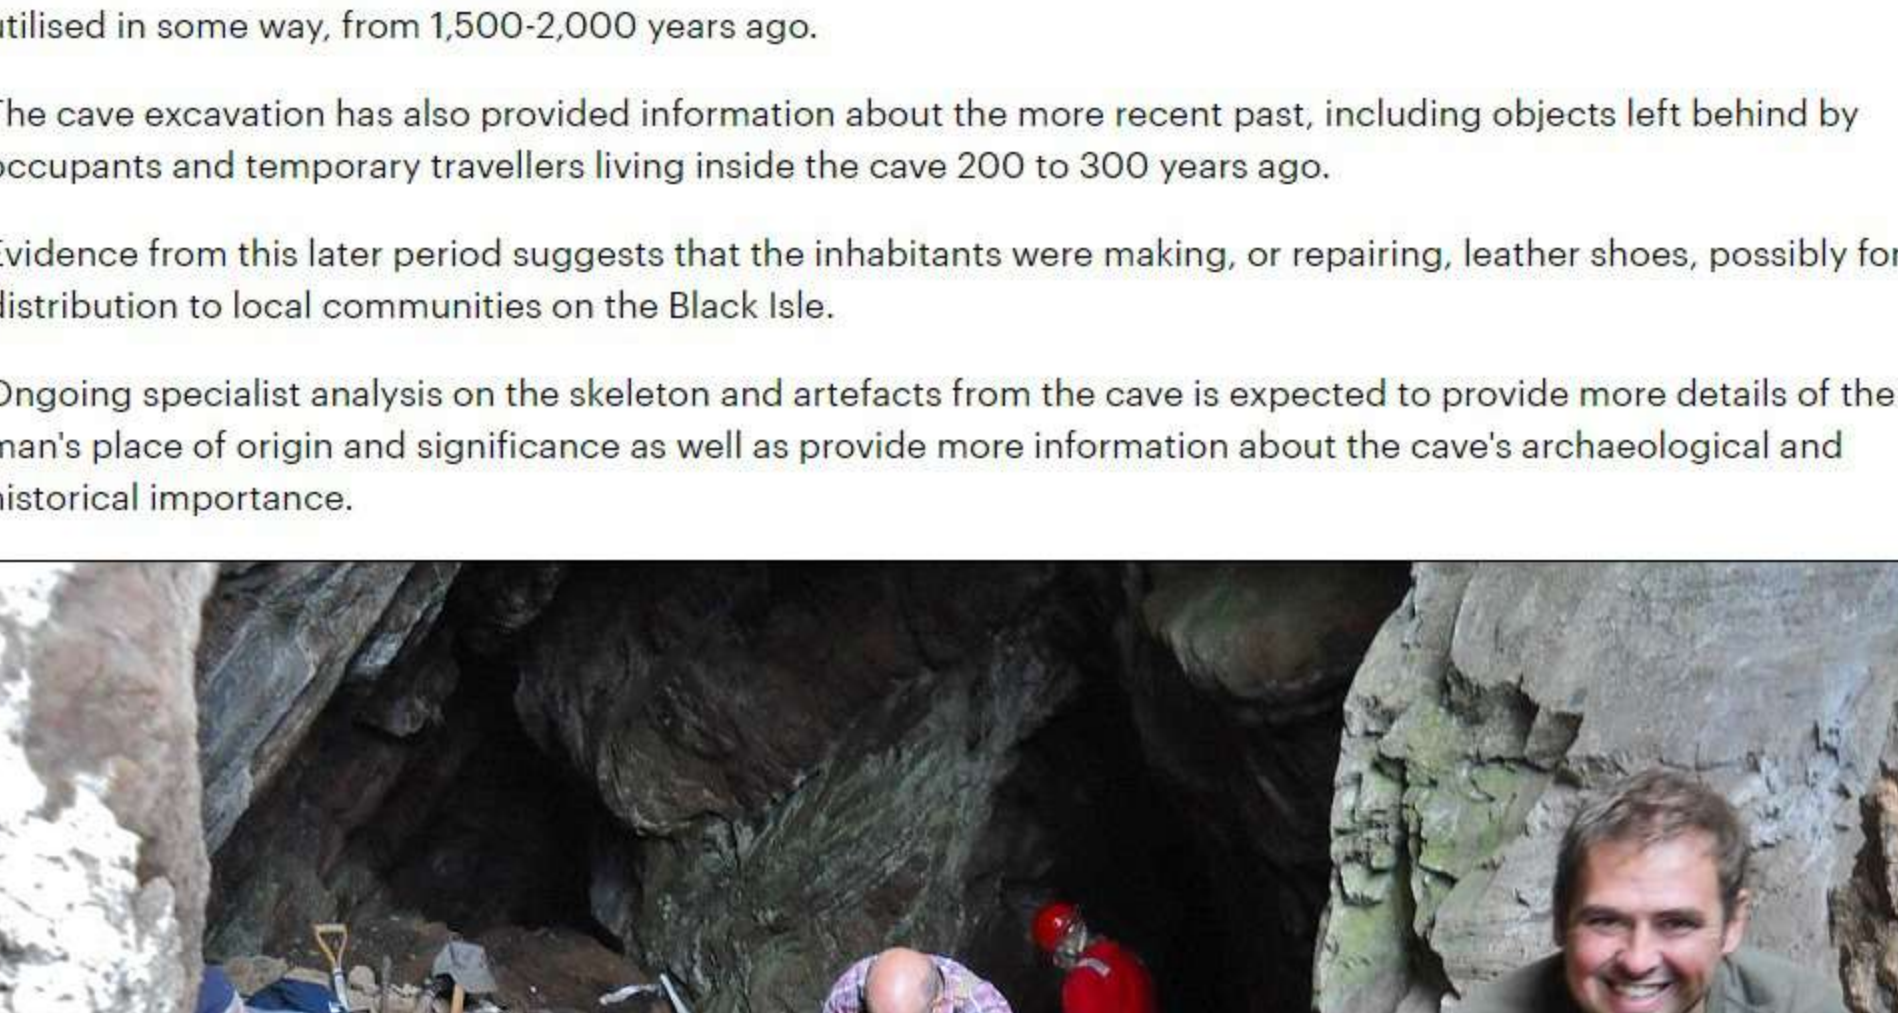 utilised in some way, from 1,500-2,000 years ago.
The cave excavation has also provided information about the more recent past, including objects left behind by
occupants and temporary travellers living inside the cave 200 to 300 years ago.
Evidence from this later period suggests that the inhabitants were making, or repairing, leather shoes, possibly for
distribution to local communities on the Black Isle.
Ongoing specialist analysis on the skeleton and artefacts from the cave is expected to provide more details of the
man's place of origin and significance as well as provide more information about the cave's archaeological and
historical importance.